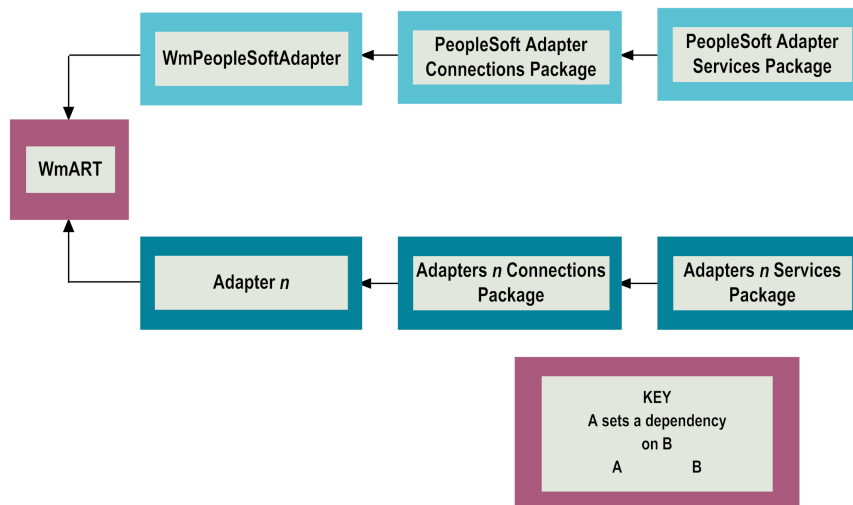 WmPeopleSoftAdapter
PeopleSoft Adapter
Connections Package
PeopleSoft Adapter
Services Package
WmART
Adapter n
Adapters n Connections
Package
Adapters n Services
Package
KEY
A sets a dependency
on B
A B